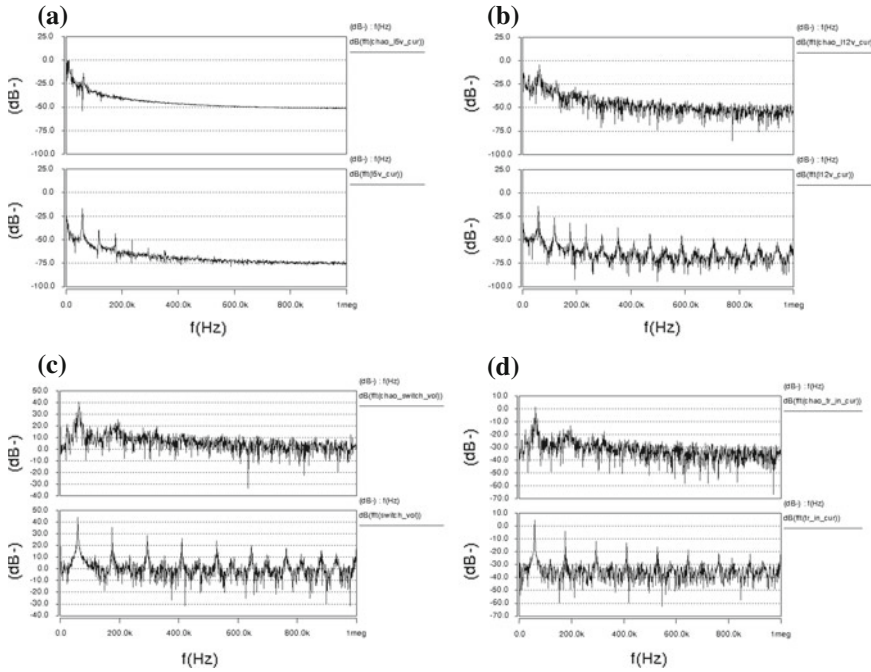 (a)
(dB-) : f(Hz)
dB(fft(chao_i5v_cur))
(dB-)
25.0
0.0
-25.0
-50.0
-75.0
-100.0
(dB-) : f(Hz)
dB(fft(i5v_cur))
(dB-)
25.0
0.0
-25.0
-50.0
-75.0
-100.0
0.0 200.0k 400.0k 600.0k 800.0k 1meg
f(Hz)
(b)
(dB-) : f(Hz)
dB(fft(chao_i12v_cur))
(dB-)
25.0
0.0
-25.0
-50.0
-75.0
-100.0
(dB-) : f(Hz)
dB(fft(i12v_cur))
(dB-)
25.0
0.0
-25.0
-50.0
-75.0
-100.0
0.0 200.0k 400.0k 600.0k 800.0k 1meg
f(Hz)
(c)
(dB-) : f(Hz)
dB(fft(chao_switch_vol))
(dB-)
50.0
40.0
30.0
20.0
10.0
0.0
-10.0
-20.0
-30.0
-40.0
(dB-) : f(Hz)
dB(fft(switch_vol))
(dB-)
50.0
40.0
30.0
20.0
10.0
0.0
-10.0
-20.0
-30.0
-40.0
0.0 200.0k 400.0k 600.0k 800.0k 1meg
f(Hz)
(d)
(dB-) : f(Hz)
dB(fft(chao_tr_in_cur))
(dB-)
10.0
0.0
-10.0
-20.0
-30.0
-40.0
-50.0
-60.0
-70.0
(dB-) : f(Hz)
dB(fft(tr_in_cur))
(dB-)
10.0
0.0
-10.0
-20.0
-30.0
-40.0
-50.0
-60.0
-70.0
0.0 200.0k 400.0k 600.0k 800.0k 1meg
f(Hz)